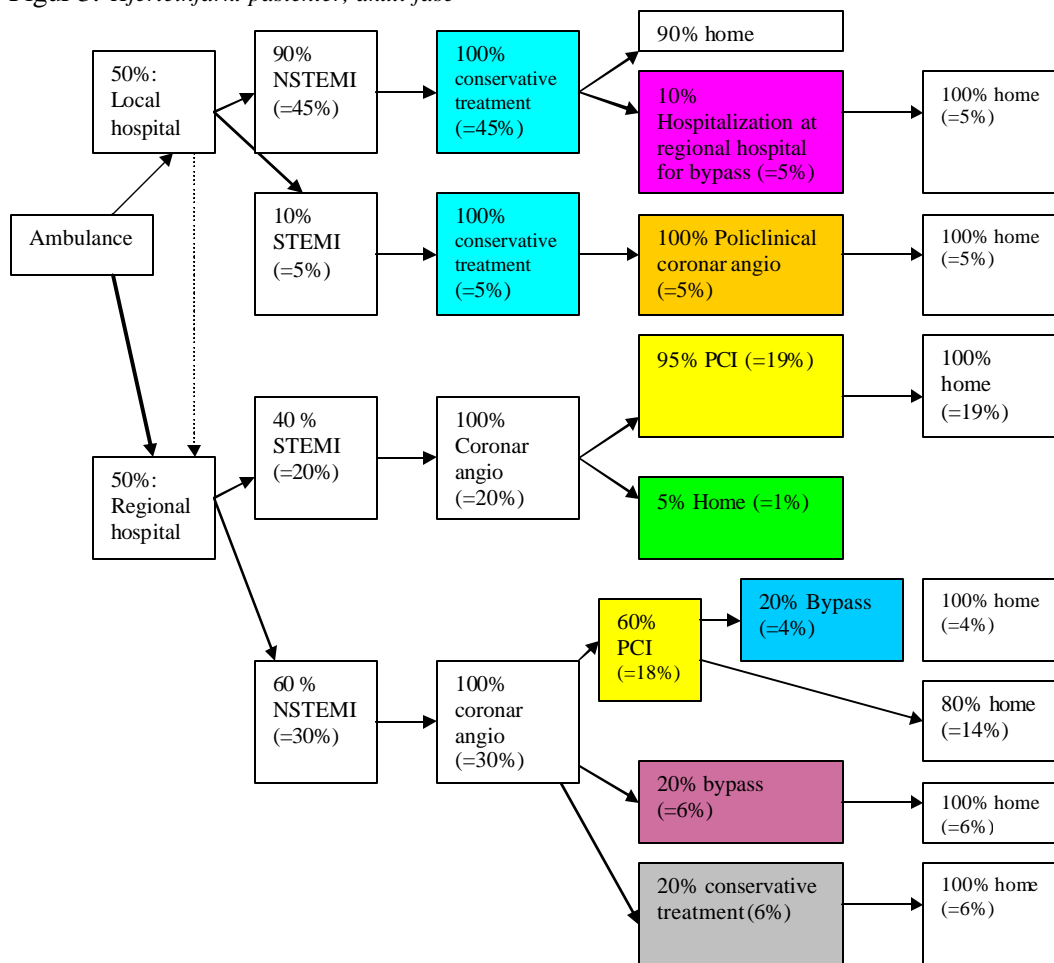 90% home
50%:
Local
hospital
90%
NSTEMI
(=45%)
100%
conservative
treatment
(=45%)
10%
Hospitalization at
regional hospital
for bypass (=5%)
100% home
(=5%)
Ambulance
10%
STEMI
(=5%)
100%
conservative
treatment
(=5%)
100% Policlinical
coronar angio
(=5%)
100% home
(=5%)
95% PCI (=19%)
100%
home
(=19%)
50%:
Regional
hospital
40 %
STEMI
(=20%)
100%
Coronar
angio
(=20%)
5% Home (=1%)
60 %
NSTEMI
(=30%)
100%
coronar
angio
(=30%)
60%
PCI
(=18%)
20% Bypass
(=4%)
100% home
(=4%)
80% home
(=14%)
20% bypass
(=6%)
100% home
(=6%)
20% conservative
treatment (6%)
100% home
(=6%)